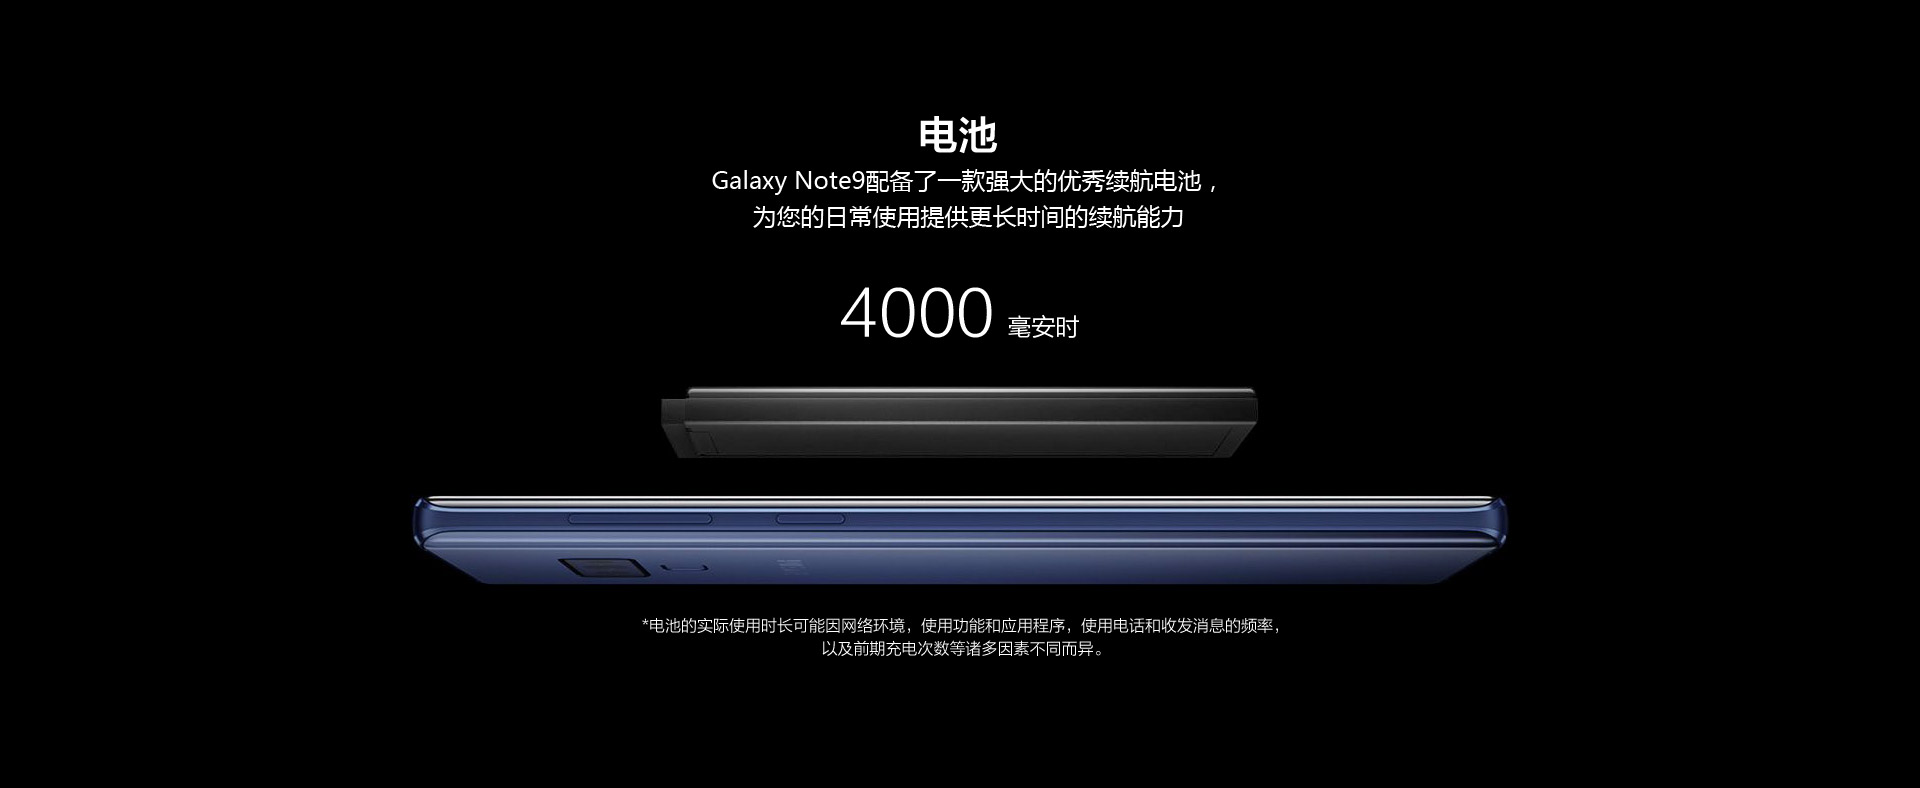 电池
Galaxy Note9配备了一款强大的优秀续航电池，
为您的日常使用提供更长时间的续航能力
4000 毫安时
*电池的实际使用时长可能因网络环境，使用功能和应用程序，使用电话和收发消息的频率，
以及前期充电次数等诸多因素不同而异。